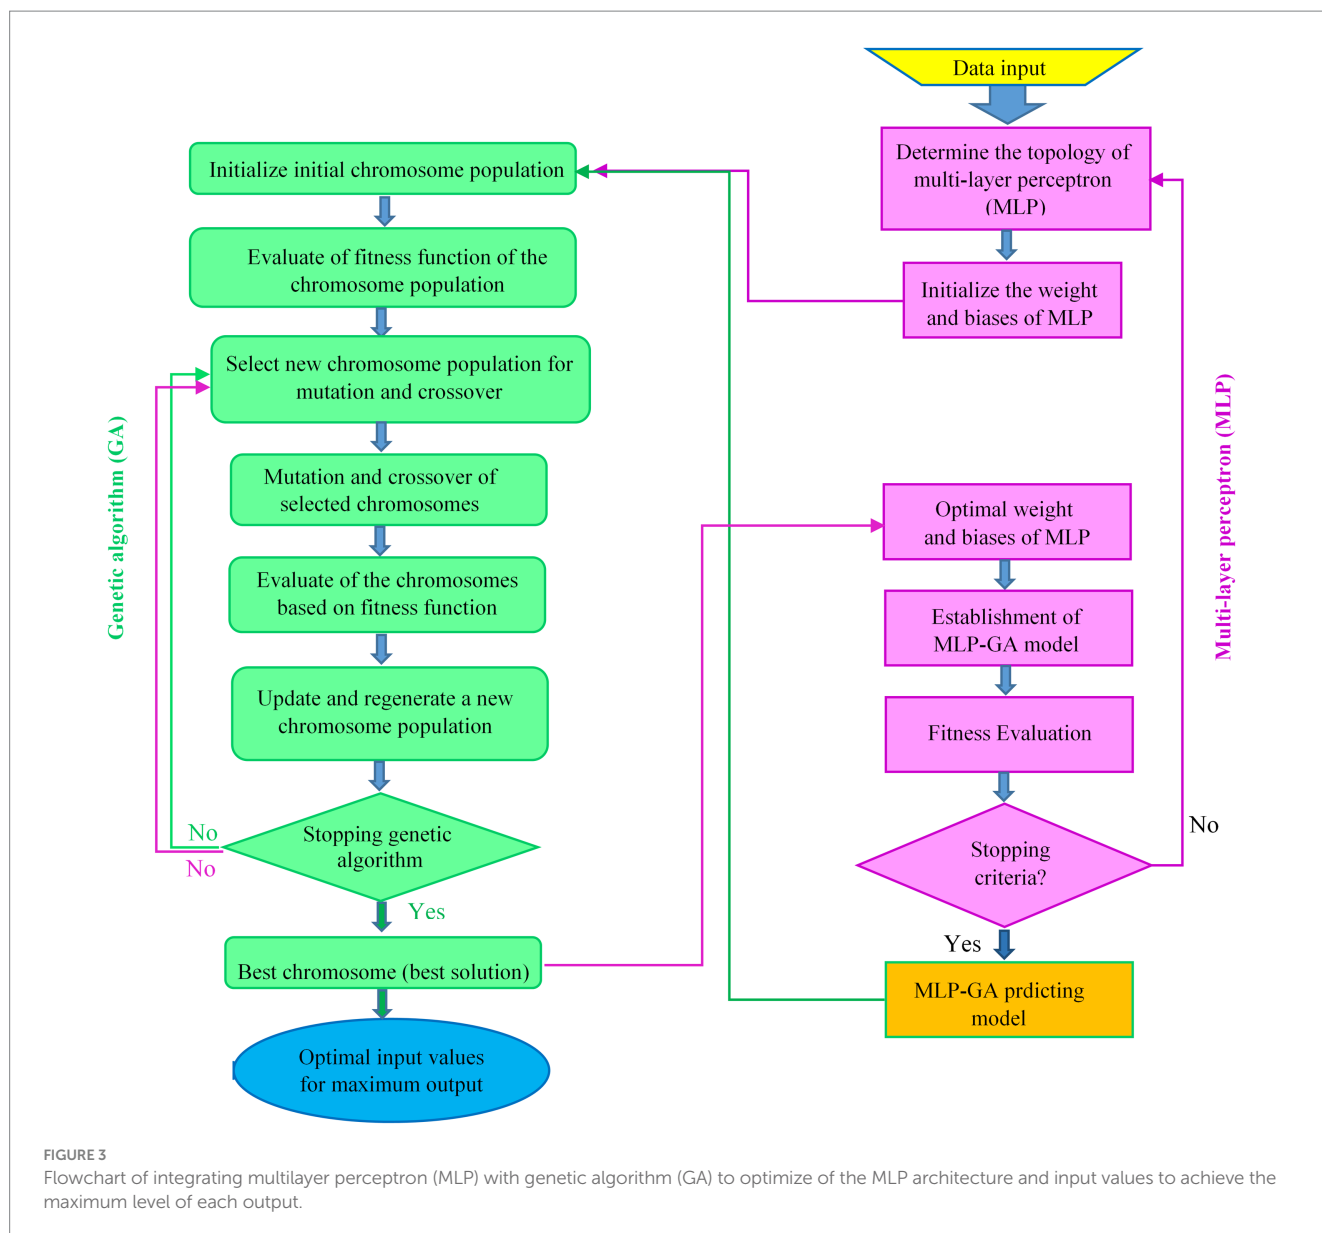 Data input
Determine the topology of
multi-layer perceptron
(MLP)
Initialize the weight
and biases of MLP
Initialize initial chromosome population
Evaluate of fitness function of the
chromosome population
Select new chromosome population for
mutation and crossover
Mutation and crossover of
selected chromosomes
Evaluate of the chromosomes
based on fitness function
Update and regenerate a new
chromosome population
Stopping genetic
algorithm
No
No
Yes
Best chromosome (best solution)
Optimal input values
for maximum output
Genetic algorithm (GA)
Optimal weight
and biases of MLP
Establishment of
MLP-GA model
Fitness Evaluation
Stopping
criteria?
No
Yes
MLP-GA prdicting
model
Multi-layer perceptron (MLP)
FIGURE 3
Flowchart of integrating multilayer perceptron (MLP) with genetic algorithm (GA) to optimize of the MLP architecture and input values to achieve the
maximum level of each output.